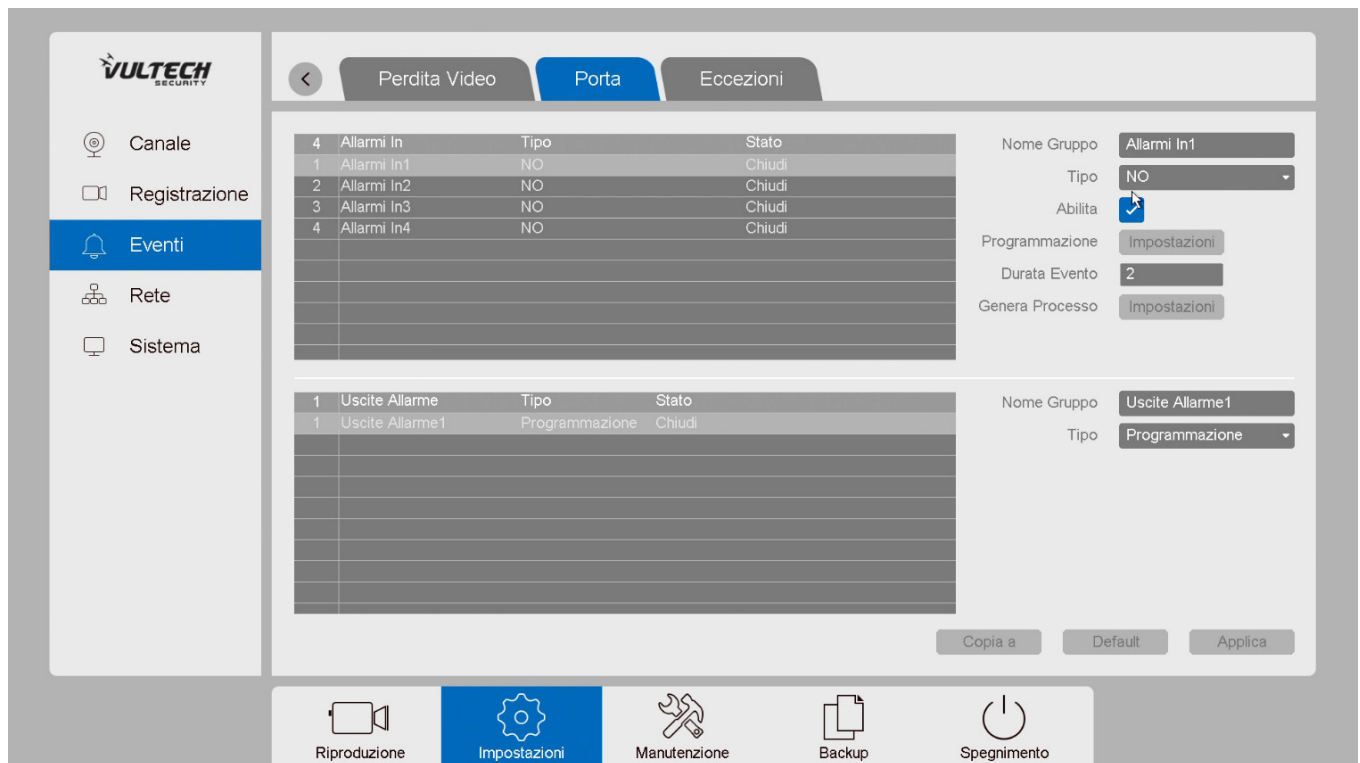 VULTECH
SECURITY
Perdita Video
Porta
Eccezioni
Canale
Registrazione
Eventi
Rete
Sistema
4 Allarmi In Tipo Stato
1 Allarmi In1 NO Chiudi
2 Allarmi In2 NO Chiudi
3 Allarmi In3 NO Chiudi
4 Allarmi In4 NO Chiudi
Nome Gruppo Allarmi In1
Tipo NO
Abilita
Programmazione Impostazioni
Durata Evento 2
Genera Processo Impostazioni
1 Uscite Allarme Tipo Stato
1 Uscite Allarme1 Programmazione Chiudi
Nome Gruppo Uscite Allarme1
Tipo Programmazione
Copia a Default Applica
Riproduzione Impostazioni Manutenzione Backup Spegnimento